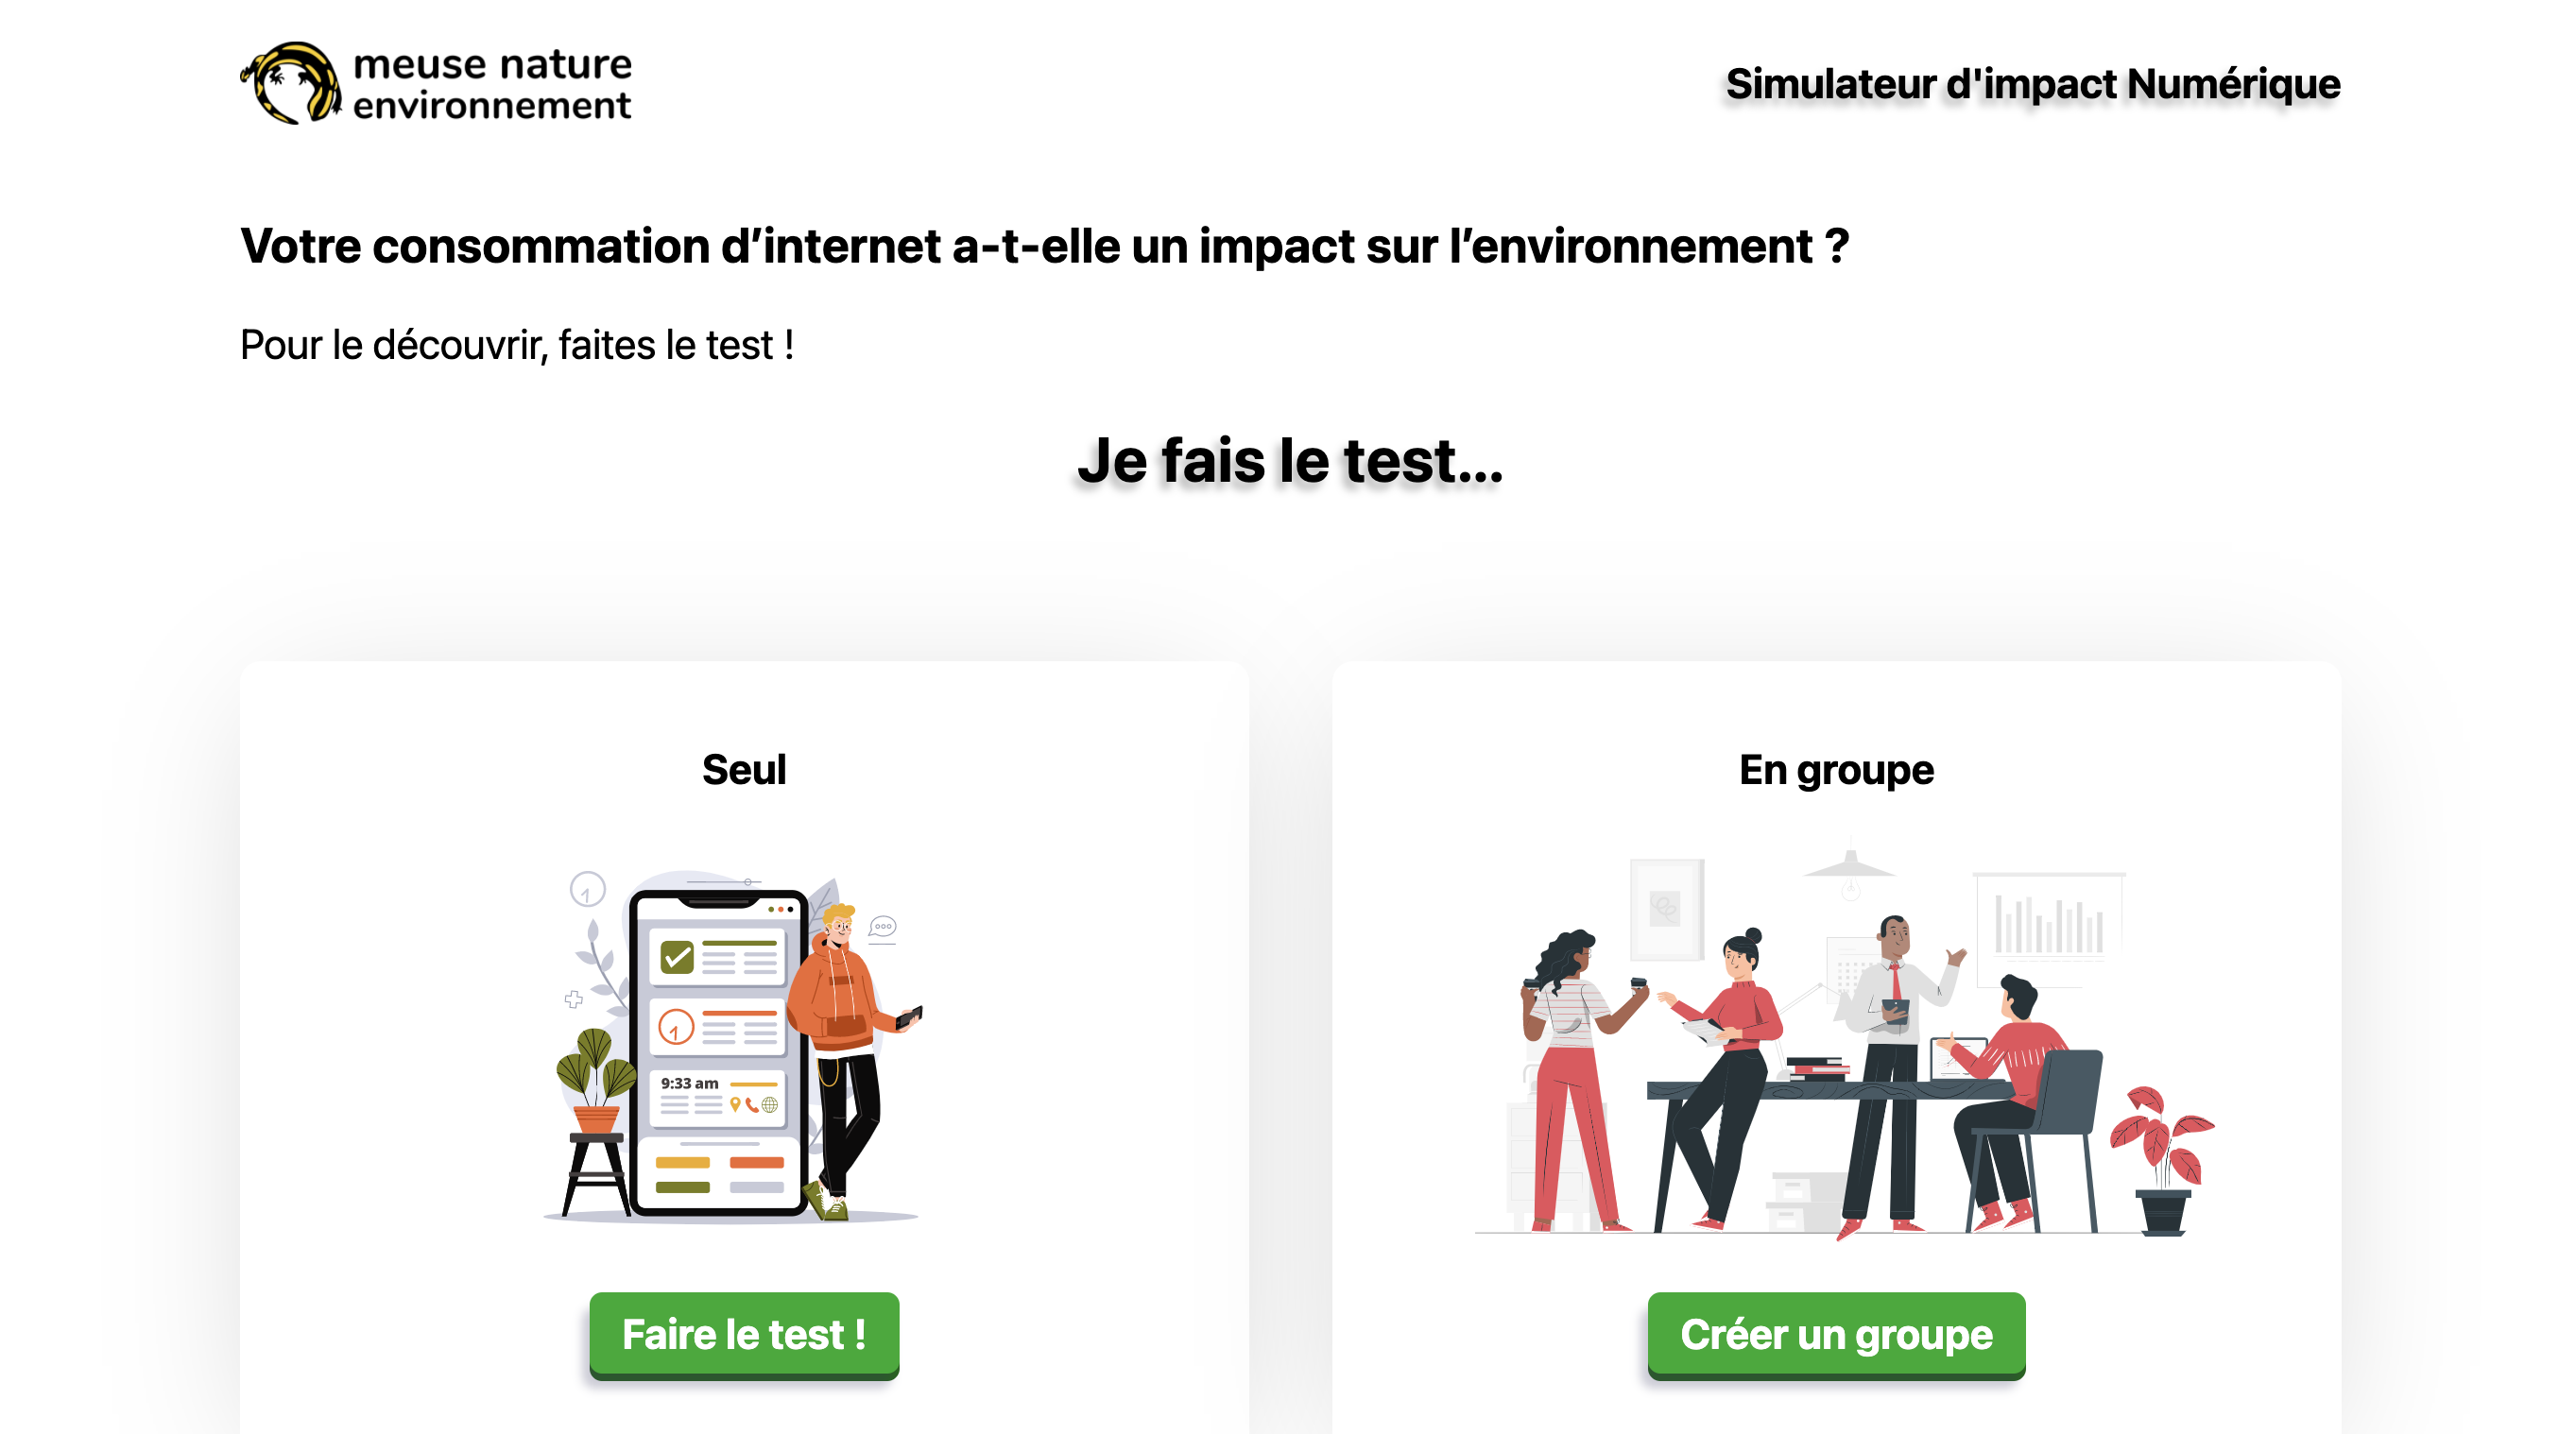 meuse nature
environnement
Simulateur d'impact Numérique
Votre consommation d’internet a-t-elle un impact sur l’environnement ?
Pour le découvrir, faites le test !
Je fais le test...
Seul
En groupe
9:33 am
Faire le test !
Créer un groupe